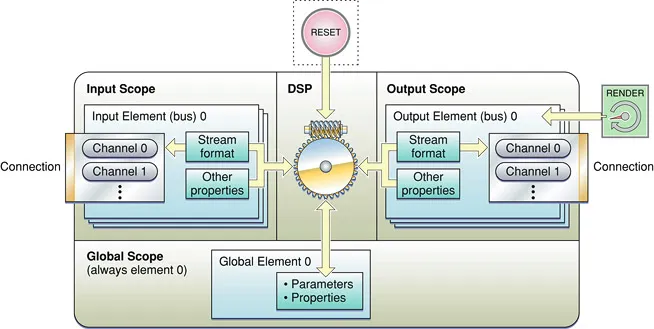 RESET
Input Scope
DSP
Output Scope
RENDER
Input Element (bus) 0
Output Element (bus) 0
Connection
Channel 0
Channel 1
Stream
format
Other
properties
Stream
format
Other
properties
Channel 0
Channel 1
Connection
Global Scope
(always element 0)
Global Element 0
• Parameters
• Properties